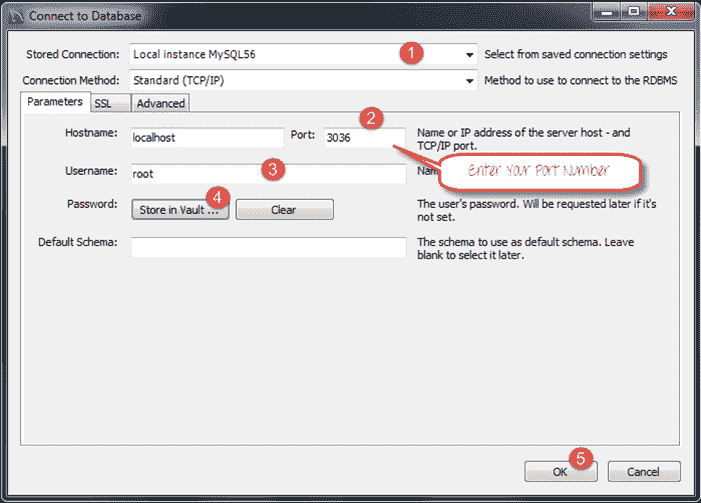 Connect to Database
Stored Connection: Local instance MySQL56 1 Select from saved connection settings
Connection Method: Standard (TCP/IP) Method to use to connect to the RDBMS
Parameters SSL Advanced
Hostname: localhost Port: 3036 2 Name or IP address of the server host - and
TCP/IP port.
Enter Your Port Number
Username: root 3
Password: Store in Vault ... 4 Clear The user's password. Will be requested later if it's
not set.
Default Schema: The schema to use as default schema. Leave
blank to select it later.
OK 5 Cancel